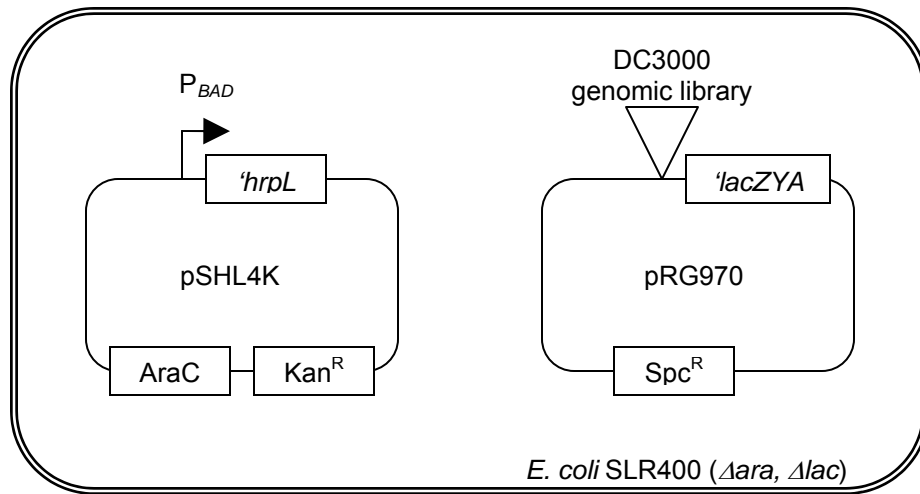 P_BAD
'hrpL
pSHL4K
AraC
Kan^R
DC3000
genomic library
'lacZYA
pRG970
Spc^R
E. coli SLR400 (Δara, Δlac)